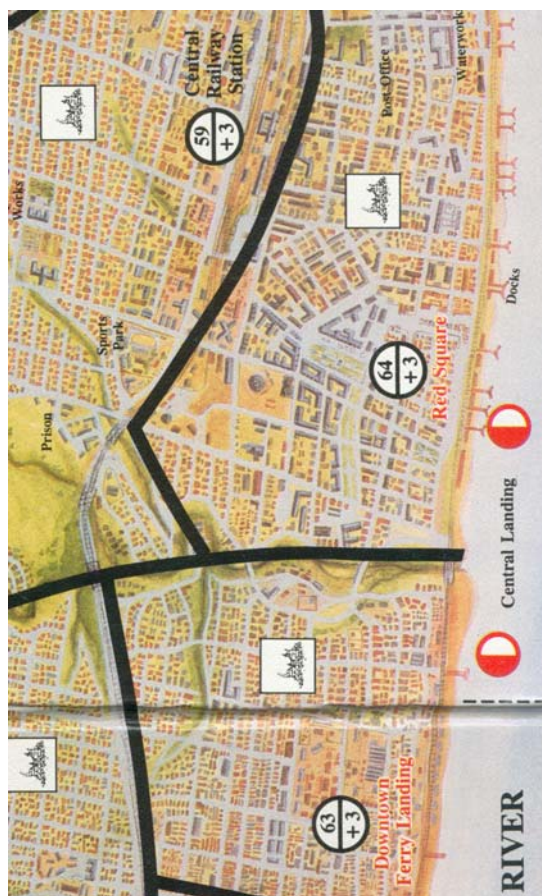 Central
Railway
Station
59
+ 3
Post Office
Waterworks
Works
Sports
Park
Prison
64
+ 3
Red Square
Docks
Central Landing
63
+ 3
Downtown
Ferry Landing
RIVER